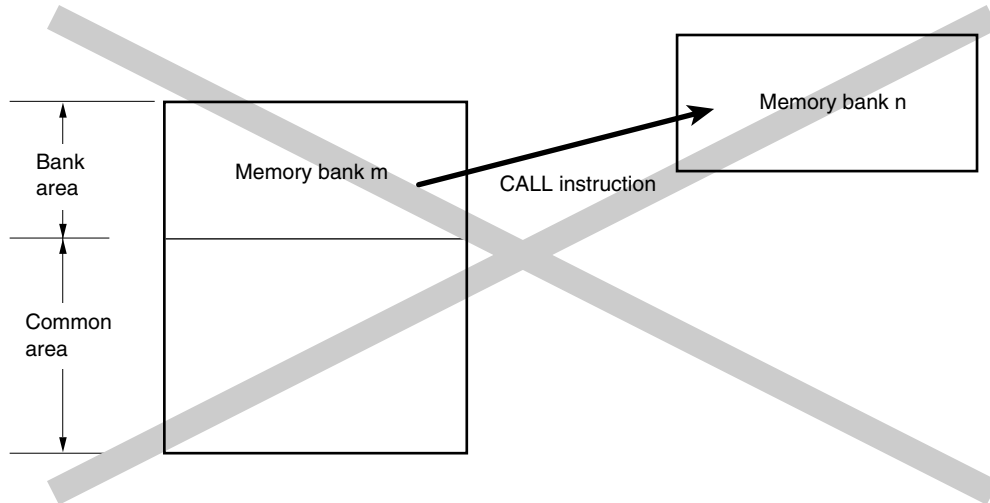 Memory bank n
Bank
area
Memory bank m
CALL instruction
Common
area